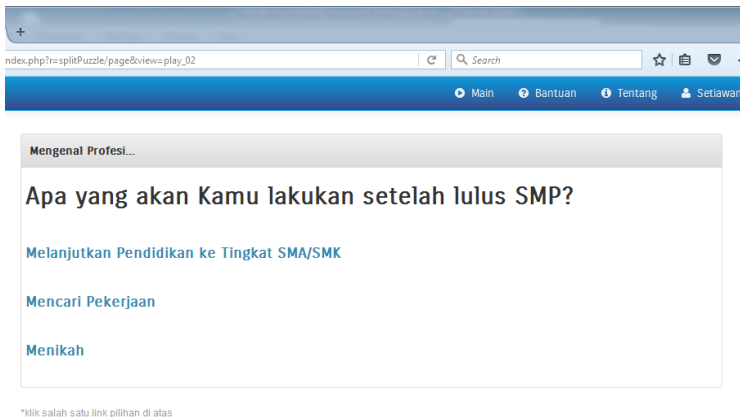 +
ndex.php?r=splitPuzzle/page&view=play_02
Search
Main Bantuan Tentang Setiawan
Mengenal Profesi...
Apa yang akan Kamu lakukan setelah lulus SMP?
Melanjutkan Pendidikan ke Tingkat SMA/SMK
Mencari Pekerjaan
Menikah
*klik salah satu link pilihan di atas